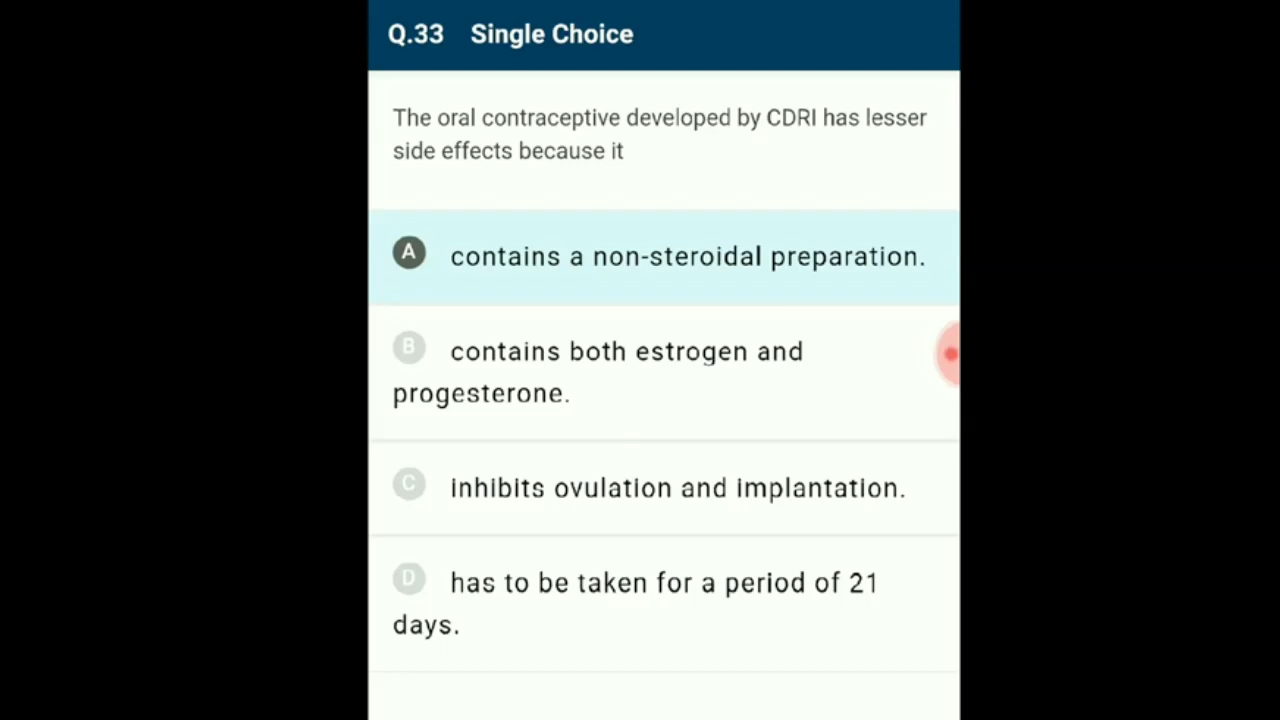 Q.33 Single Choice
The oral contraceptive developed by CDRI has lesser
side effects because it
A contains a non-steroidal preparation.
B contains both estrogen and
progesterone.
C inhibits ovulation and implantation.
D has to be taken for a period of 21
days.